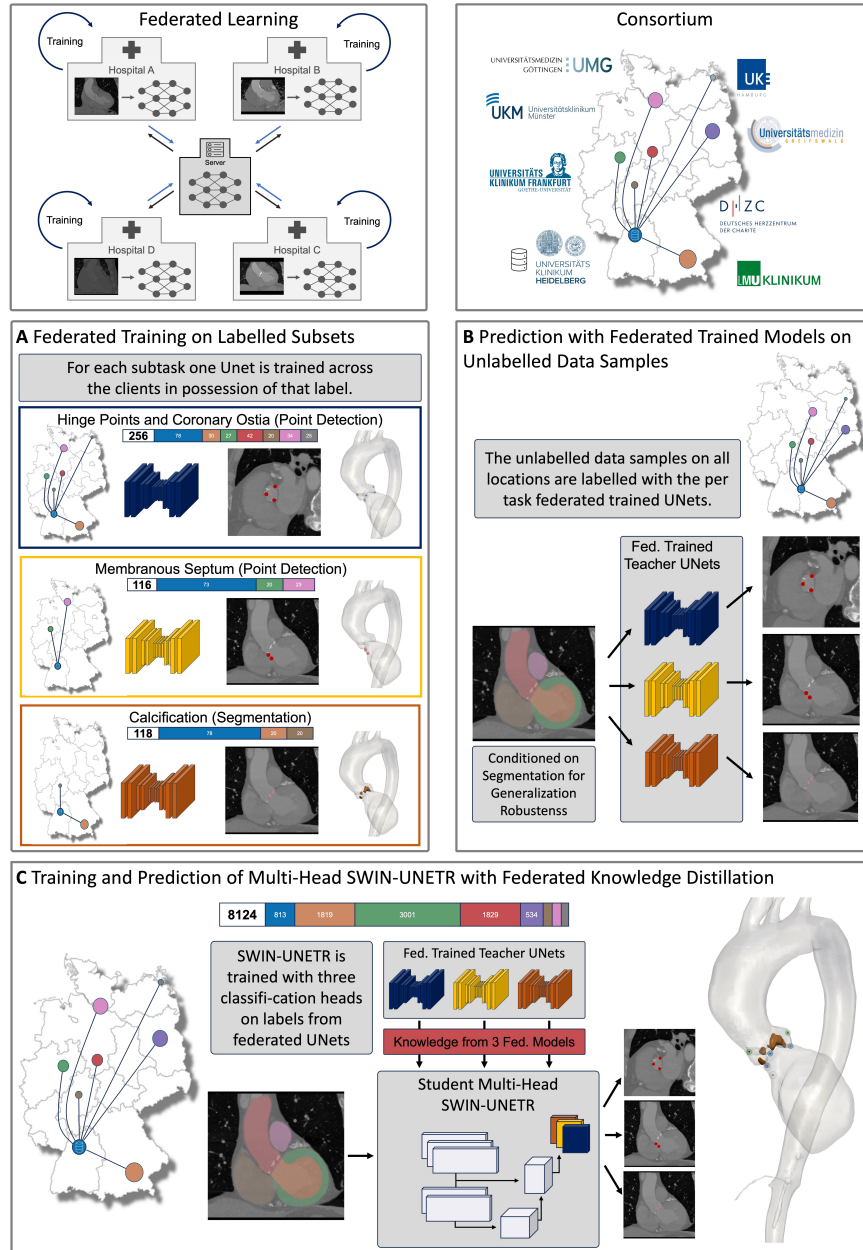 Federated Learning
Training
Training
Hospital A
Hospital B
Server
Training
Training
Hospital D
Hospital C
Consortium
UNIVERSITÄTSMEDIZIN
GÖTTINGEN
UMG
UKE
HAMBURG
UKM
Universitätsklinikum
Münster
Universitätsmedizin
GREIFSWALD
UNIVERSITÄTS
KLINIKUM FRANKFURT
GOETHE-UNIVERSITÄT
DHZC
DEUTSCHES HERZZENTRUM
DER CHARITÉ
UNIVERSITÄTS
KLINIKUM
HEIDELBERG
LMU KLINIKUM
A Federated Training on Labelled Subsets
For each subtask one Unet is trained across
the clients in possession of that label.
Hinge Points and Coronary Ostia (Point Detection)
256 78 30 27 42 20 34 25
Membranous Septum (Point Detection)
116 73 20 23
Calcification (Segmentation)
118 78 20 20
B Prediction with Federated Trained Models on
Unlabelled Data Samples
The unlabelled data samples on all
locations are labelled with the per
task federated trained UNets.
Fed. Trained
Teacher UNets
Conditioned on
Segmentation for
Generalization
Robustenss
C Training and Prediction of Multi-Head SWIN-UNETR with Federated Knowledge Distillation
8124 813 1819 3001 1829 534
SWIN-UNETR is
trained with three
classifi-cation heads
on labels from
federated UNets
Fed. Trained Teacher UNets
Knowledge from 3 Fed. Models
Student Multi-Head
SWIN-UNETR